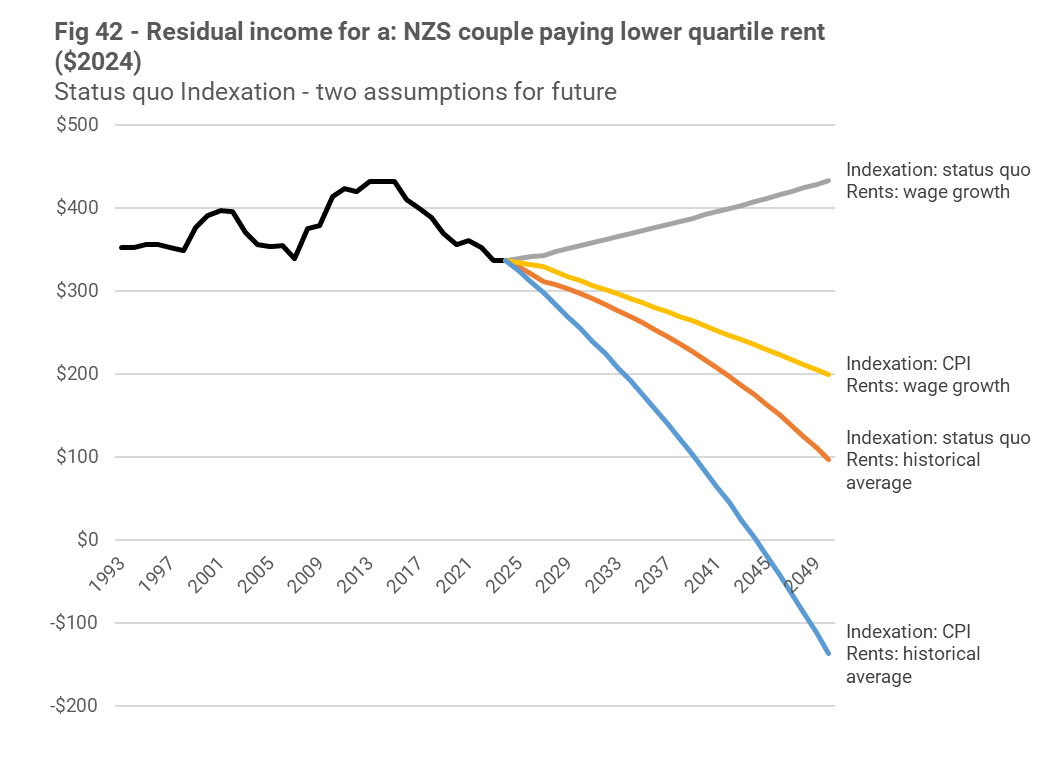 Fig 42 - Residual income for a: NZS couple paying lower quartile rent
($2024)
Status quo Indexation - two assumptions for future
$500
$400
$300
$200
$100
$0
-$100
-$200
1993
1997
2001
2005
2009
2013
2017
2021
2025
2029
2033
2037
2041
2045
2049
Indexation: status quo
Rents: wage growth
Indexation: CPI
Rents: wage growth
Indexation: status quo
Rents: historical
average
Indexation: CPI
Rents: historical
average